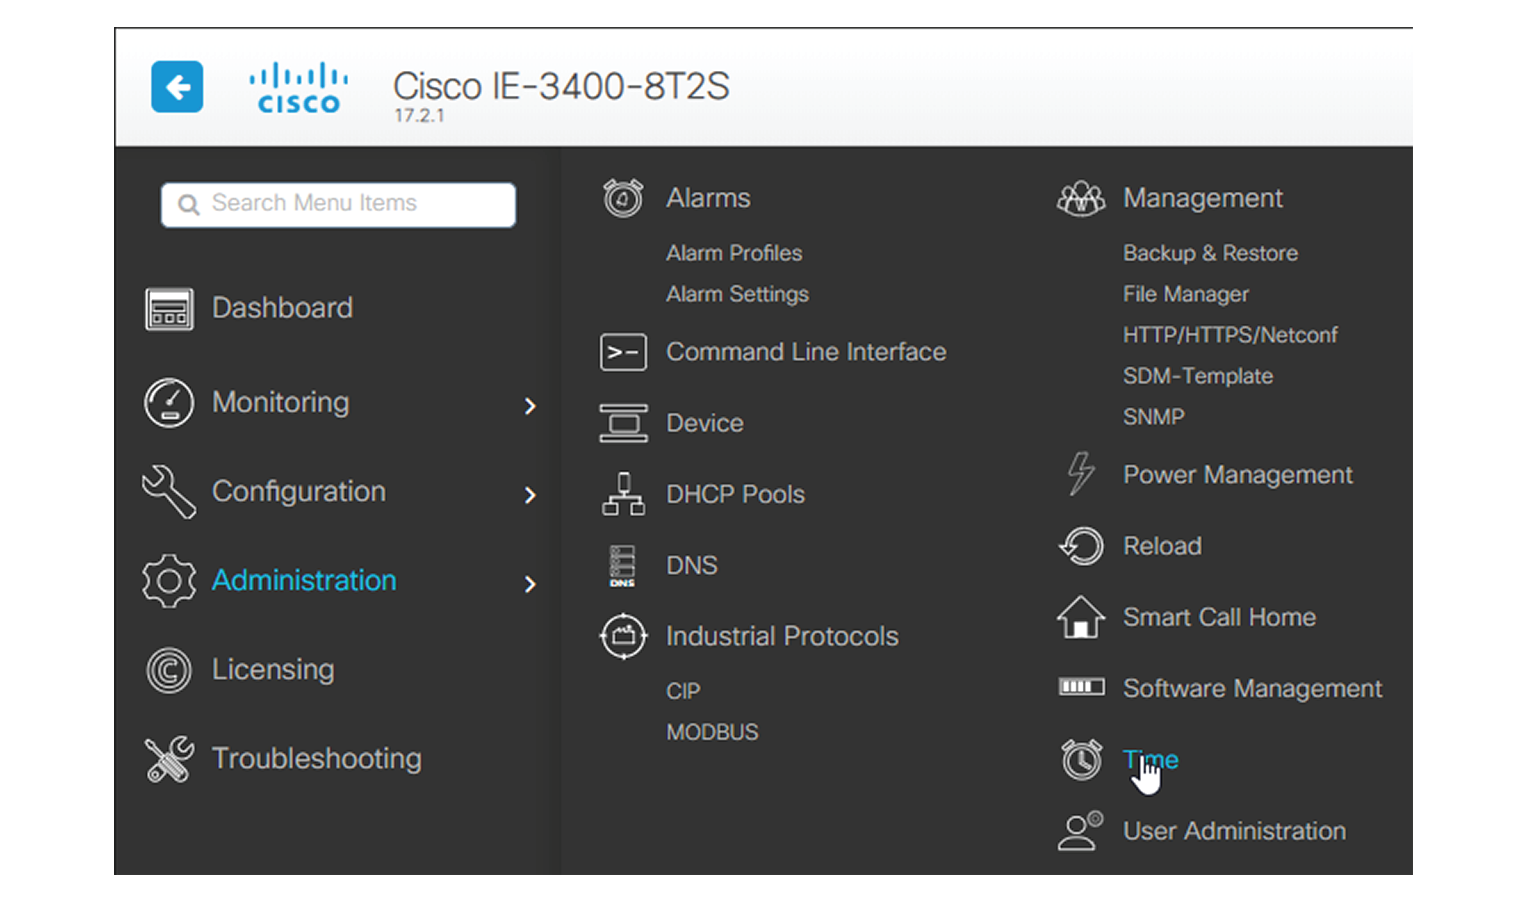 CISCO
Cisco IE-3400-8T2S
17.2.1
Search Menu Items
Dashboard
Monitoring
Configuration
Administration
Licensing
Troubleshooting
Alarms
Alarm Profiles
Alarm Settings
>-
Command Line Interface
Device
DHCP Pools
DNS
DNS
Industrial Protocols
CIP
MODBUS
Management
Backup & Restore
File Manager
HTTP/HTTPS/Netconf
SDM-Template
SNMP
Power Management
Reload
Smart Call Home
Software Management
Time
User Administration